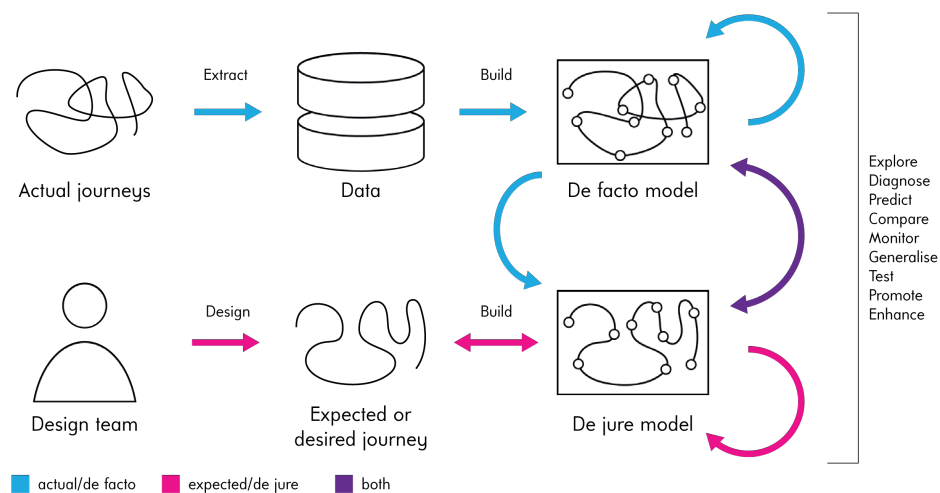 Extract
Build
Actual journeys
Data
De facto model
Explore
Diagnose
Predict
Compare
Monitor
Generalise
Test
Promote
Enhance
Design
Build
Design team
Expected or
desired journey
De jure model
actual/de facto
expected/de jure
both